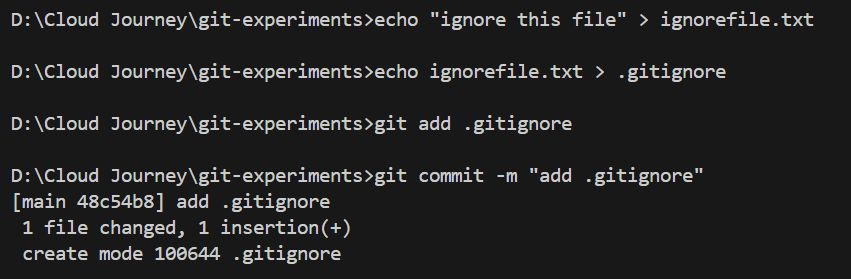 D:\Cloud Journey\git-experiments>echo "ignore this file" > ignorefile.txt
D:\Cloud Journey\git-experiments>echo ignorefile.txt > .gitignore
D:\Cloud Journey\git-experiments>git add .gitignore
D:\Cloud Journey\git-experiments>git commit -m "add .gitignore"
[main 48c54b8] add .gitignore
 1 file changed, 1 insertion(+)
 create mode 100644 .gitignore